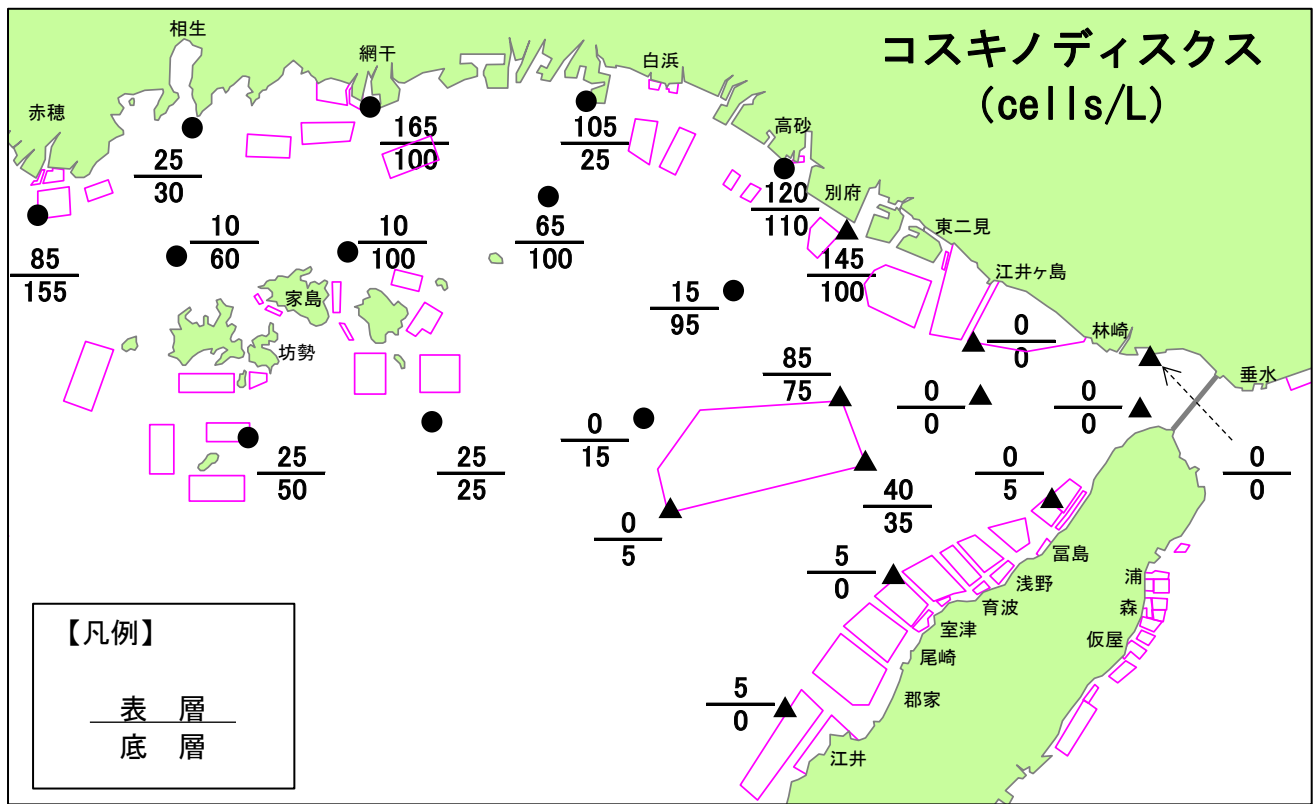 コスキノディスクス
(cells/L)
相生
網干
白浜
赤穂
高砂
別府
東二見
江井ヶ島
林崎
垂水
家島
坊勢
25
30
165
100
105
25
120
110
85
155
10
60
10
100
65
100
145
100
15
95
0
0
85
75
0
0
0
0
0
0
0
15
25
50
25
25
40
35
0
5
0
5
5
0
5
0
冨島
浅野
育波
室津
尾崎
郡家
江井
浦
森
仮屋
【凡例】
表 層
底 層